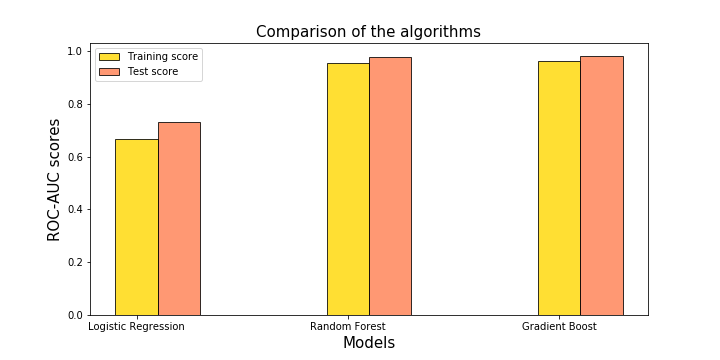 Comparison of the algorithms
Training score
Test score
1.0
0.8
0.6
0.4
0.2
0.0
ROC-AUC scores
Logistic Regression
Random Forest
Gradient Boost
Models